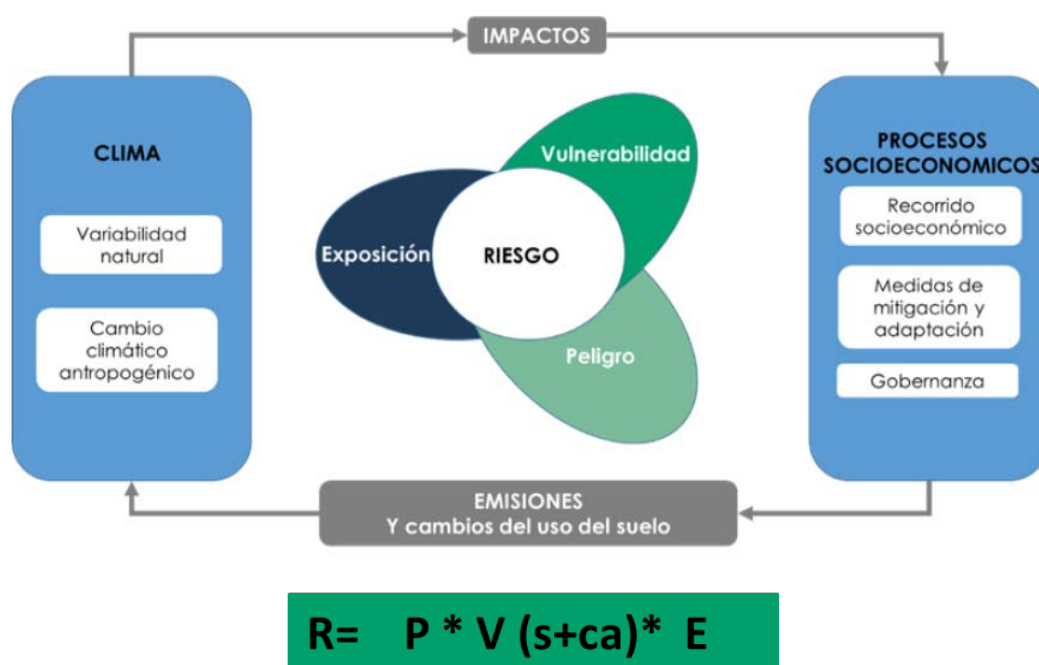 IMPACTOS
CLIMA
Variabilidad
natural
Cambio
climático
antropogénico
Vulnerabilidad
Exposición
RIESGO
Peligro
PROCESOS
SOCIOECONOMICOS
Recorrido
socioeconómico
Medidas de
mitigación y
adaptación
Gobernanza
EMISIONES
Y cambios del uso del suelo
R= P * V (s+ca)* E